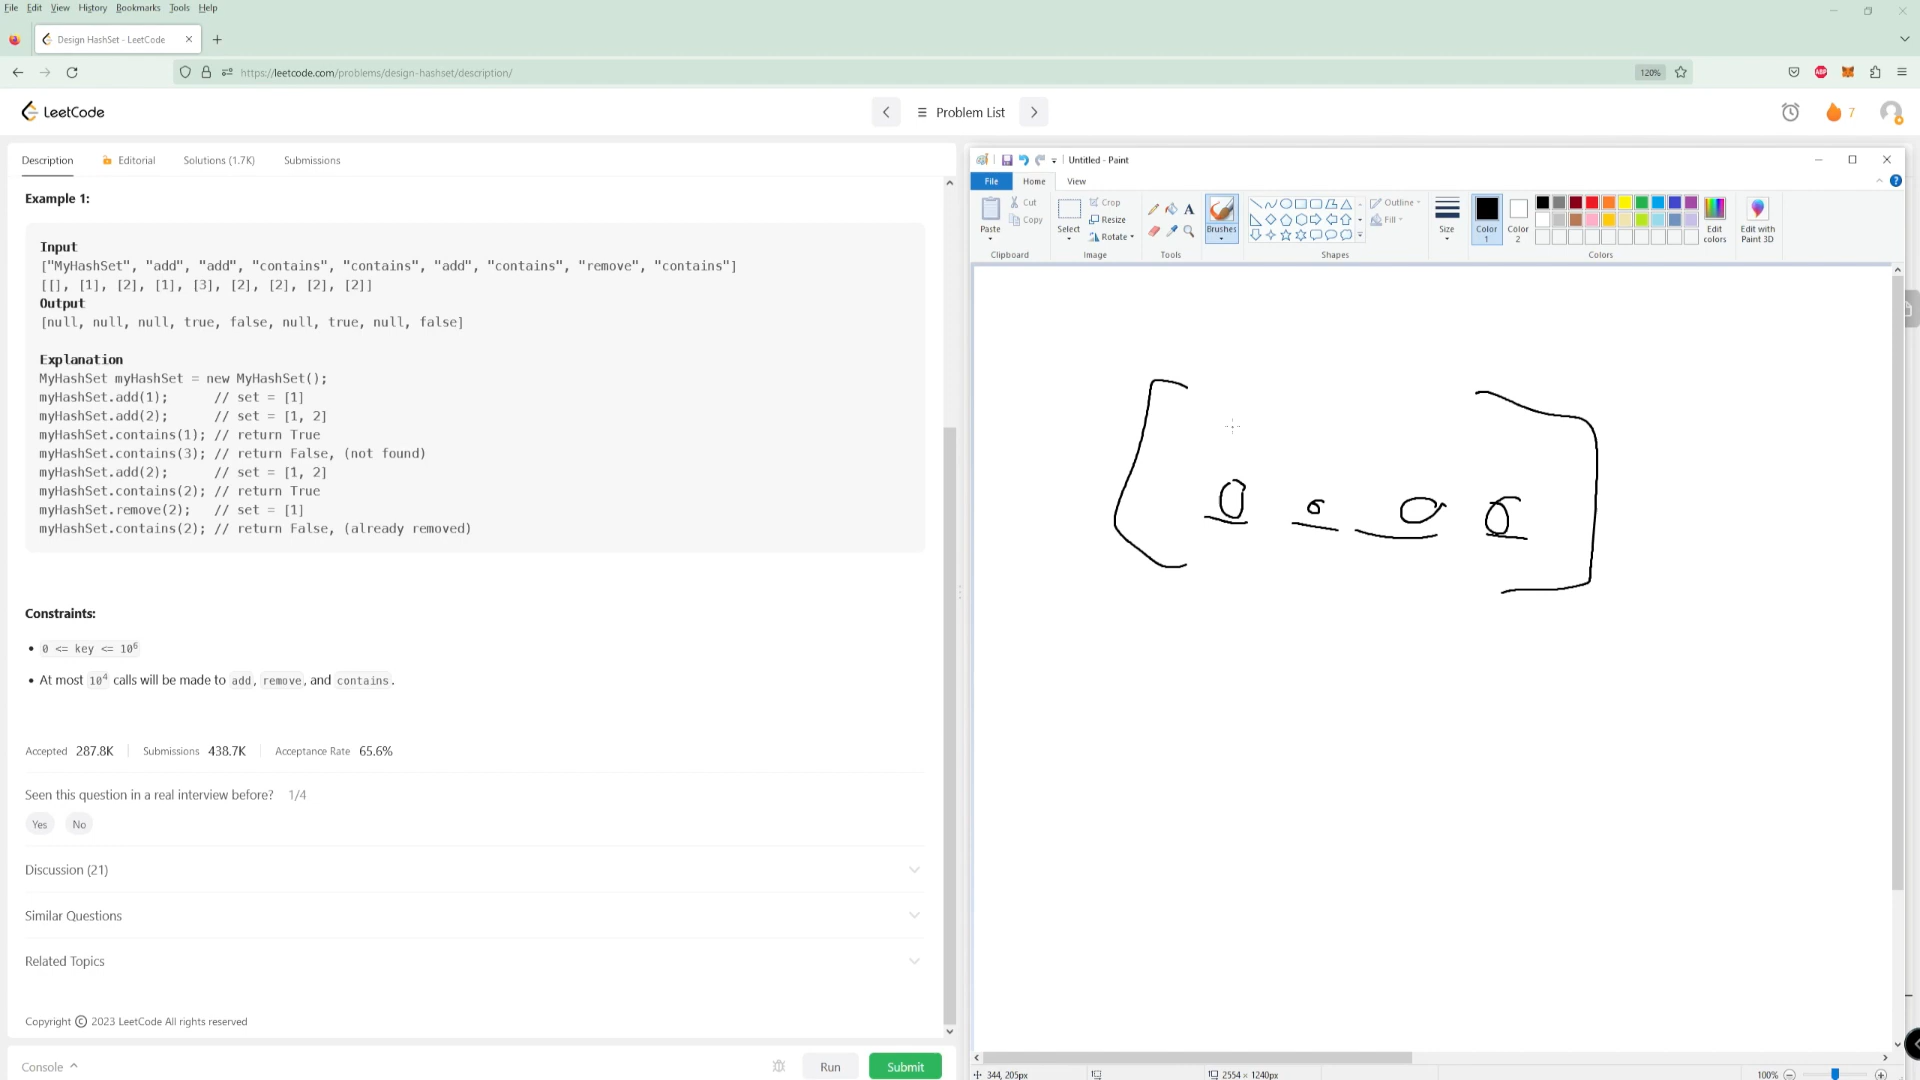 File Edit View History Bookmarks Tools Help
Design HashSet - LeetCode
https://leetcode.com/problems/design-hashset/description/
120%
ABP
LeetCode
Problem List
7
Description Editorial Solutions (1.7K) Submissions
Example 1:
Input
["MyHashSet", "add", "add", "contains", "contains", "add", "contains", "remove", "contains"]
[[], [1], [2], [1], [3], [2], [2], [2], [2]]
Output
[null, null, null, true, false, null, true, null, false]
Explanation
MyHashSet myHashSet = new MyHashSet();
myHashSet.add(1);      // set = [1]
myHashSet.add(2);      // set = [1, 2]
myHashSet.contains(1); // return True
myHashSet.contains(3); // return False, (not found)
myHashSet.add(2);      // set = [1, 2]
myHashSet.contains(2); // return True
myHashSet.remove(2);   // set = [1]
myHashSet.contains(2); // return False, (already removed)
Constraints:
• 0 <= key <= 10⁶
• At most 10⁴ calls will be made to add, remove, and contains.
Accepted 287.8K Submissions 438.7K Acceptance Rate 65.6%
Seen this question in a real interview before? 1/4
Yes No
Discussion (21)
Similar Questions
Related Topics
Copyright © 2023 LeetCode All rights reserved
Console Run Submit
Untitled - Paint
File Home View
Paste Cut Copy Select Crop Resize Rotate A Brushes Outline Fill Size Color 1 Color 2 Edit colors Edit with Paint 3D
Clipboard Image Tools Shapes Colors
[ 0 0 0 0 ]
344, 205px 2554 × 1240px 100%